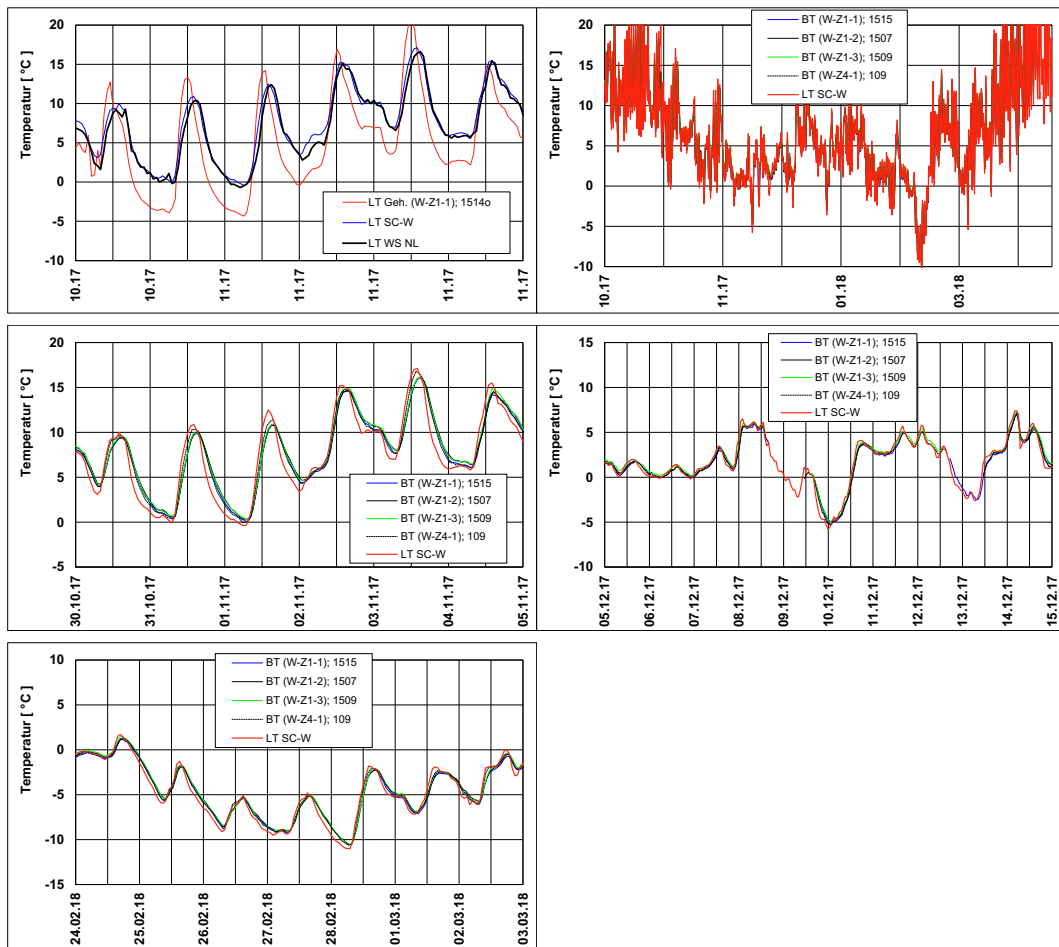 Temperatur [ °C ]
20
15
10
5
0
-5
-10
LT Geh. (W-Z1-1); 1514o
LT SC-W
LT WS NL
10.17
10.17
11.17
11.17
11.17
11.17
11.17
Temperatur [ °C ]
20
15
10
5
0
-5
-10
BT (W-Z1-1); 1515
BT (W-Z1-2); 1507
BT (W-Z1-3); 1509
BT (W-Z4-1); 109
LT SC-W
10.17
11.17
01.18
03.18
Temperatur [ °C ]
20
15
10
5
0
-5
BT (W-Z1-1); 1515
BT (W-Z1-2); 1507
BT (W-Z1-3); 1509
BT (W-Z4-1); 109
LT SC-W
30.10.17
31.10.17
01.11.17
02.11.17
03.11.17
04.11.17
05.11.17
Temperatur [ °C ]
15
10
5
0
-5
-10
BT (W-Z1-1); 1515
BT (W-Z1-2); 1507
BT (W-Z1-3); 1509
BT (W-Z4-1); 109
LT SC-W
05.12.17
06.12.17
07.12.17
08.12.17
09.12.17
10.12.17
11.12.17
12.12.17
13.12.17
14.12.17
15.12.17
Temperatur [ °C ]
10
5
0
-5
-10
-15
BT (W-Z1-1); 1515
BT (W-Z1-2); 1507
BT (W-Z1-3); 1509
BT (W-Z4-1); 109
LT SC-W
24.02.18
25.02.18
26.02.18
27.02.18
28.02.18
01.03.18
02.03.18
03.03.18